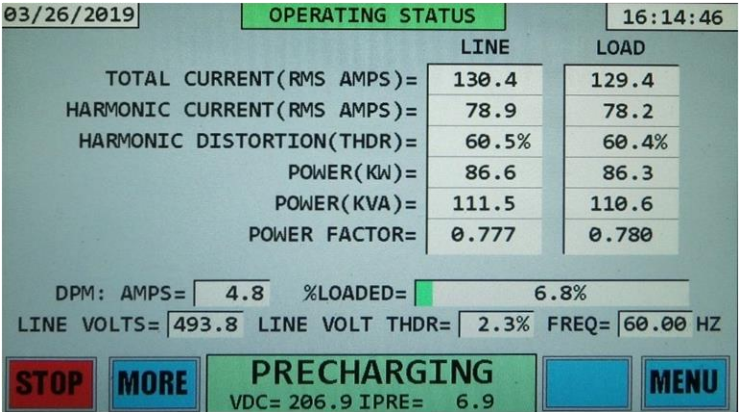 03/26/2019 OPERATING STATUS 16:14:46
LINE LOAD
TOTAL CURRENT(RMS AMPS)= 130.4 129.4
HARMONIC CURRENT(RMS AMPS)= 78.9 78.2
HARMONIC DISTORTION(THDR)= 60.5% 60.4%
POWER(KW)= 86.6 86.3
POWER(KVA)= 111.5 110.6
POWER FACTOR= 0.777 0.780
DPM: AMPS= 4.8 %LOADED= 6.8%
LINE VOLTS= 493.8 LINE VOLT THDR= 2.3% FREQ= 60.00 HZ
STOP MORE PRECHARGING MENU
VDC= 206.9 IPRE= 6.9